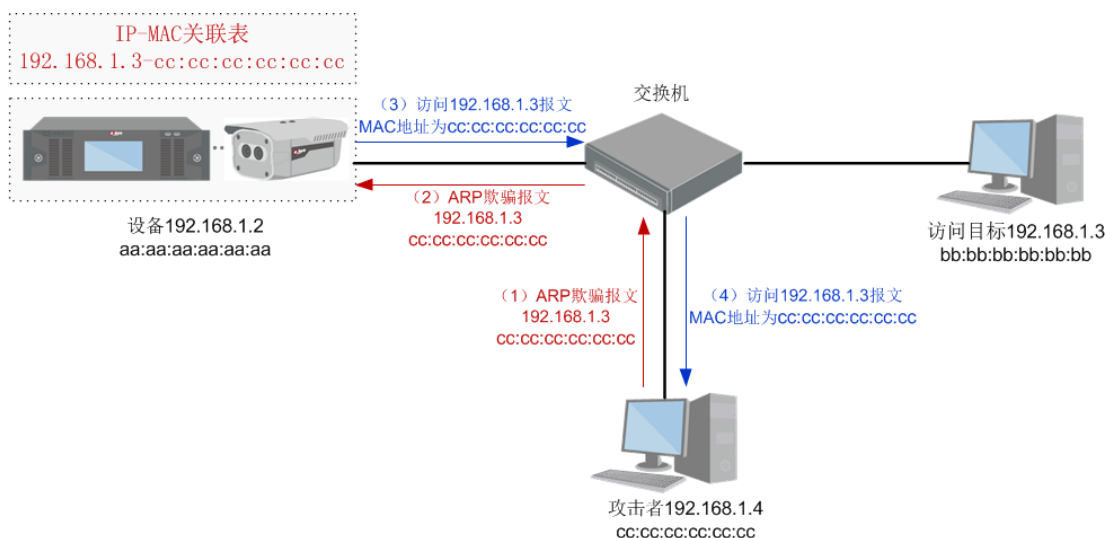 IP-MAC关联表
192.168.1.3-cc:cc:cc:cc:cc:cc
(3)访问192.168.1.3报文
MAC地址为cc:cc:cc:cc:cc:cc
交换机
(2)ARP欺骗报文
192.168.1.3
cc:cc:cc:cc:cc:cc
设备192.168.1.2
aa:aa:aa:aa:aa:aa
访问目标192.168.1.3
bb:bb:bb:bb:bb:bb
(1)ARP欺骗报文
192.168.1.3
cc:cc:cc:cc:cc:cc
(4)访问192.168.1.3报文
MAC地址为cc:cc:cc:cc:cc:cc
攻击者192.168.1.4
cc:cc:cc:cc:cc:cc